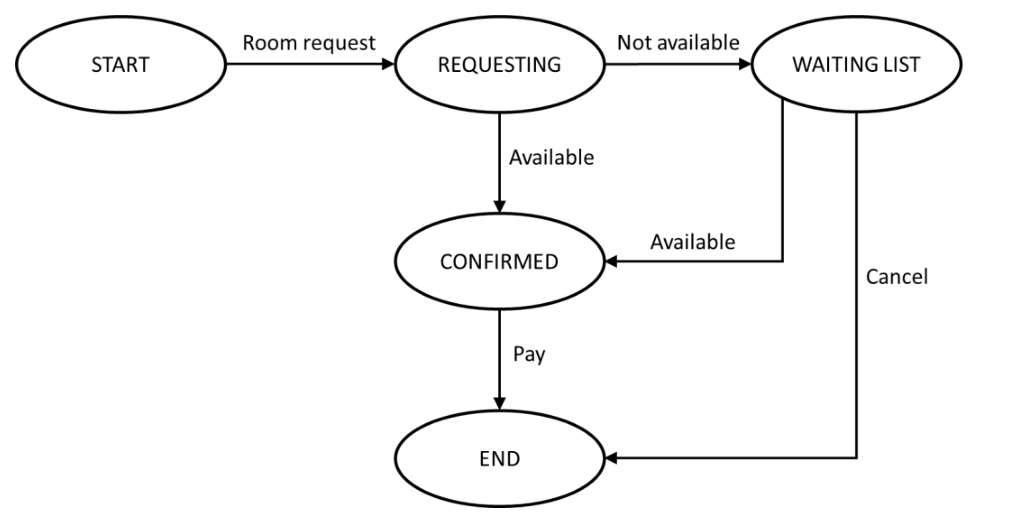 START
Room request
REQUESTING
Not available
WAITING LIST
Available
CONFIRMED
Available
Cancel
Pay
END